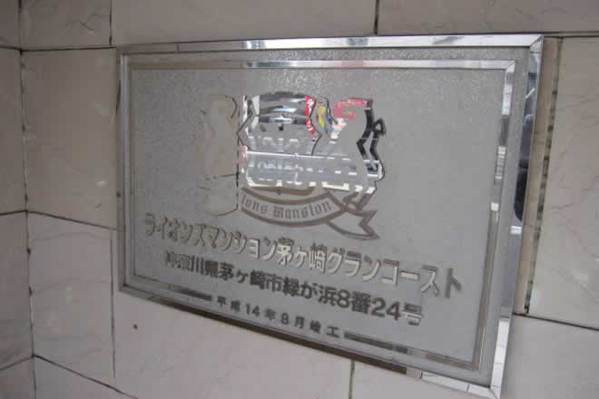 Lions Mansion
ライオンズマンション茅ヶ崎グランコースト
神奈川県茅ヶ崎市緑が浜8番24号
平成14年8月竣工